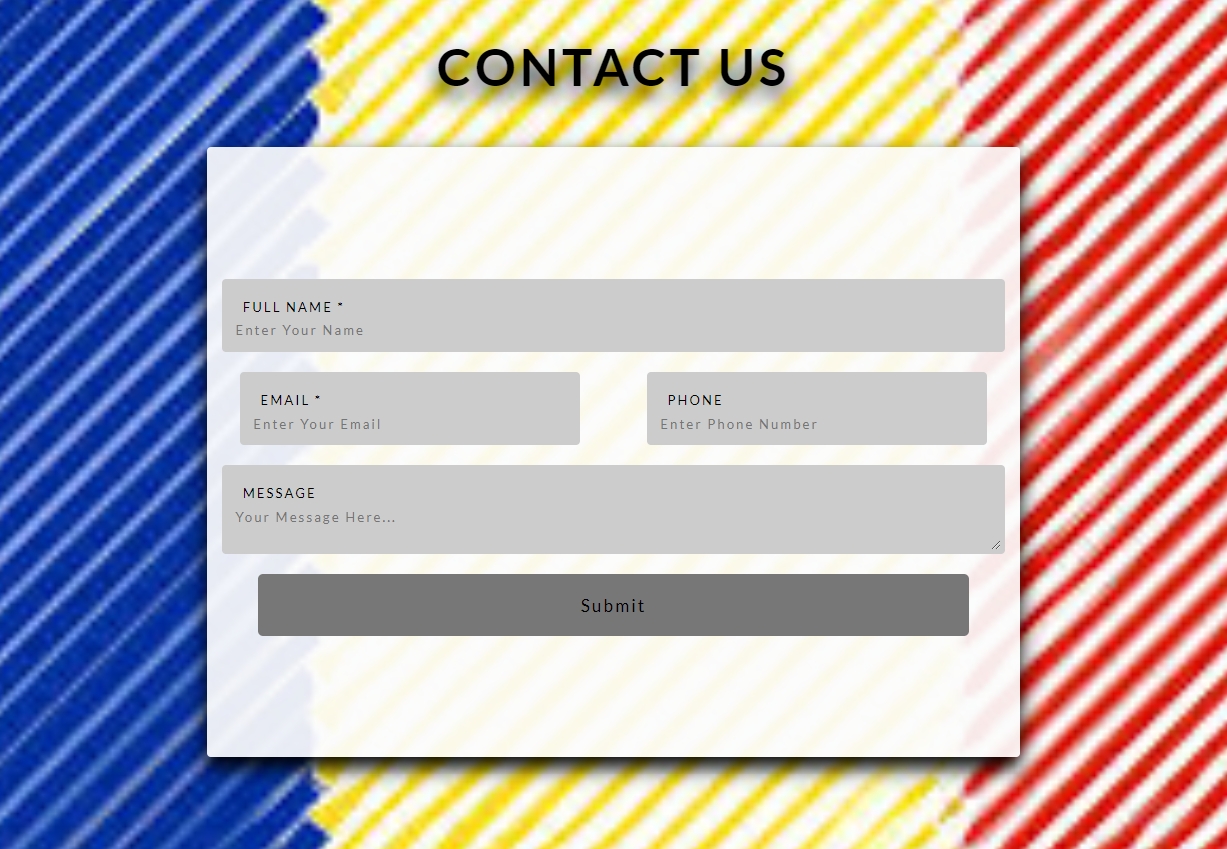 CONTACT US
FULL NAME *
Enter Your Name
EMAIL *
Enter Your Email
PHONE
Enter Phone Number
MESSAGE
Your Message Here...
Submit